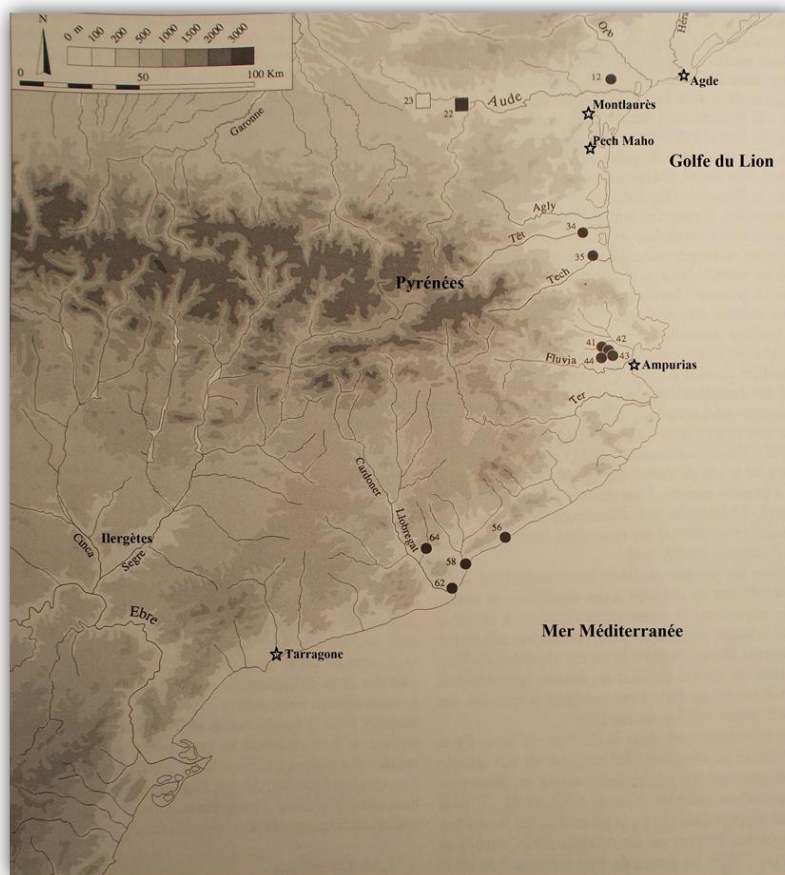 N
0 m 100 200 500 1000 1500 2000 3000
0 50 100 Km
Orb
Héra
12
Agde
23
22
Aude
Montlaurès
Garonne
Pech Maho
Golfe du Lion
Agly
34
Têt
35
Pyrénées
Tech
41
42
43
44
Fluvia
Ampurias
Ter
Cardoner
Llobregat
64
56
58
62
Cinca
Ilergètes
Segre
Ebre
Mer Méditerranée
Tarragone